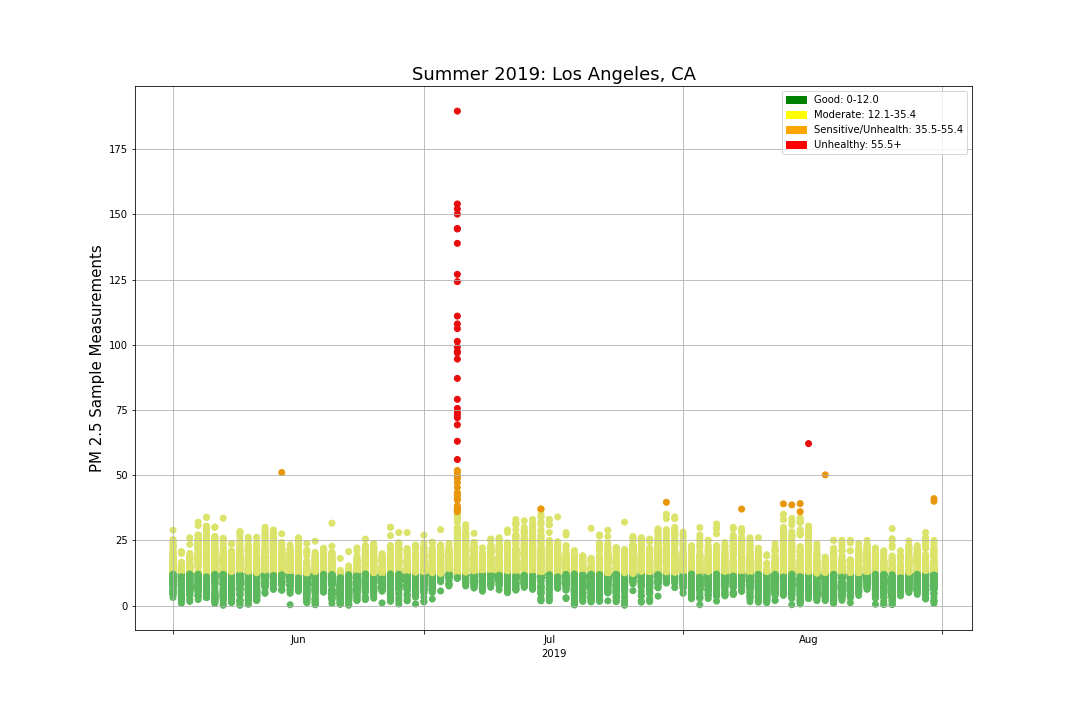 Summer 2019: Los Angeles, CA
Good: 0-12.0
Moderate: 12.1-35.4
Sensitive/Unhealth: 35.5-55.4
Unhealthy: 55.5+
PM 2.5 Sample Measurements
175
150
125
100
75
50
25
0
Jun
Jul
Aug
2019